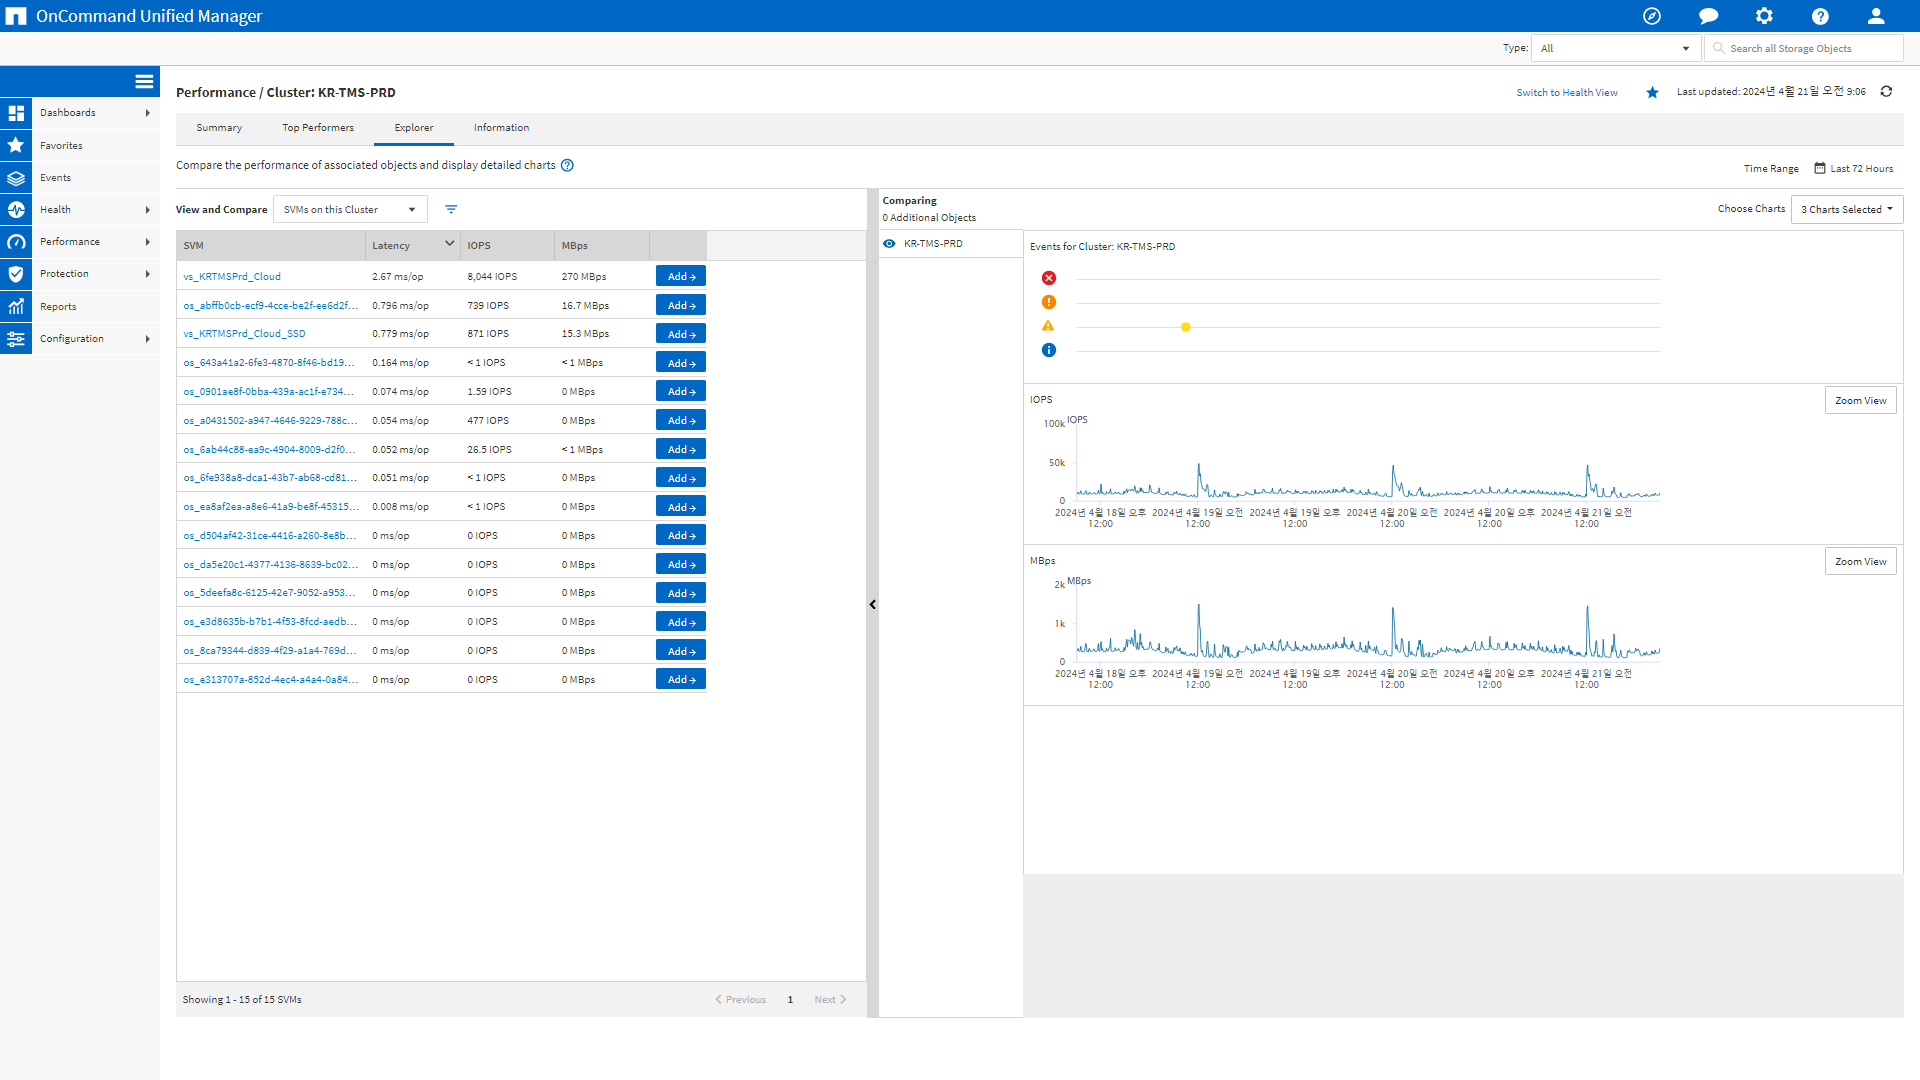 OnCommand Unified Manager
Type: All
Search all Storage Objects
Dashboards
Favorites
Events
Health
Performance
Protection
Reports
Configuration
Performance / Cluster: KR-TMS-PRD
Switch to Health View
Last updated: 2024년 4월 21일 오전 9:06
Summary Top Performers Explorer Information
Compare the performance of associated objects and display detailed charts
Time Range Last 72 Hours
View and Compare SVMs on this Cluster
SVM Latency IOPS MBps
vs_KRTMSPrd_Cloud 2.67 ms/op 8,044 IOPS 270 MBps Add
os_abffb0cb-ecf9-4cce-be2f-ee6d2f... 0.796 ms/op 739 IOPS 16.7 MBps Add
vs_KRTMSPrd_Cloud_SSD 0.779 ms/op 871 IOPS 15.3 MBps Add
os_643a41a2-6fe3-4870-8f46-bd19... 0.164 ms/op < 1 IOPS < 1 MBps Add
os_0901ae8f-0bba-439a-ac1f-e734... 0.074 ms/op 1.59 IOPS 0 MBps Add
os_a0431502-a947-4646-9229-788c... 0.054 ms/op 477 IOPS 0 MBps Add
os_6ab44c88-ea9c-4904-8009-d2f0... 0.052 ms/op 26.5 IOPS < 1 MBps Add
os_6fe938a8-dca1-43b7-ab68-cd81... 0.051 ms/op < 1 IOPS 0 MBps Add
os_ea8af2ea-a8e6-41a9-be8f-45315... 0.008 ms/op < 1 IOPS 0 MBps Add
os_d504af42-31ce-4416-a260-8e8b... 0 ms/op 0 IOPS 0 MBps Add
os_da5e20c1-4377-4136-8639-bc02... 0 ms/op 0 IOPS 0 MBps Add
os_5deefa8c-6125-42e7-9052-a953... 0 ms/op 0 IOPS 0 MBps Add
os_e3d8635b-b7b1-4f53-8fcd-aedb... 0 ms/op 0 IOPS 0 MBps Add
os_8ca79344-d839-4f29-a1a4-769d... 0 ms/op 0 IOPS 0 MBps Add
os_e313707a-852d-4ec4-a4a4-0a84... 0 ms/op 0 IOPS 0 MBps Add
Showing 1 - 15 of 15 SVMs
Previous 1 Next
Comparing
0 Additional Objects
KR-TMS-PRD
Choose Charts 3 Charts Selected
Events for Cluster: KR-TMS-PRD
IOPS
Zoom View
100k IOPS
50k
0
2024년 4월 18일 오후 2024년 4월 19일 오전 2024년 4월 19일 오후 2024년 4월 20일 오전 2024년 4월 20일 오후 2024년 4월 21일 오전
12:00 12:00 12:00 12:00 12:00 12:00
MBps
Zoom View
2k MBps
1k
0
2024년 4월 18일 오후 2024년 4월 19일 오전 2024년 4월 19일 오후 2024년 4월 20일 오전 2024년 4월 20일 오후 2024년 4월 21일 오전
12:00 12:00 12:00 12:00 12:00 12:00